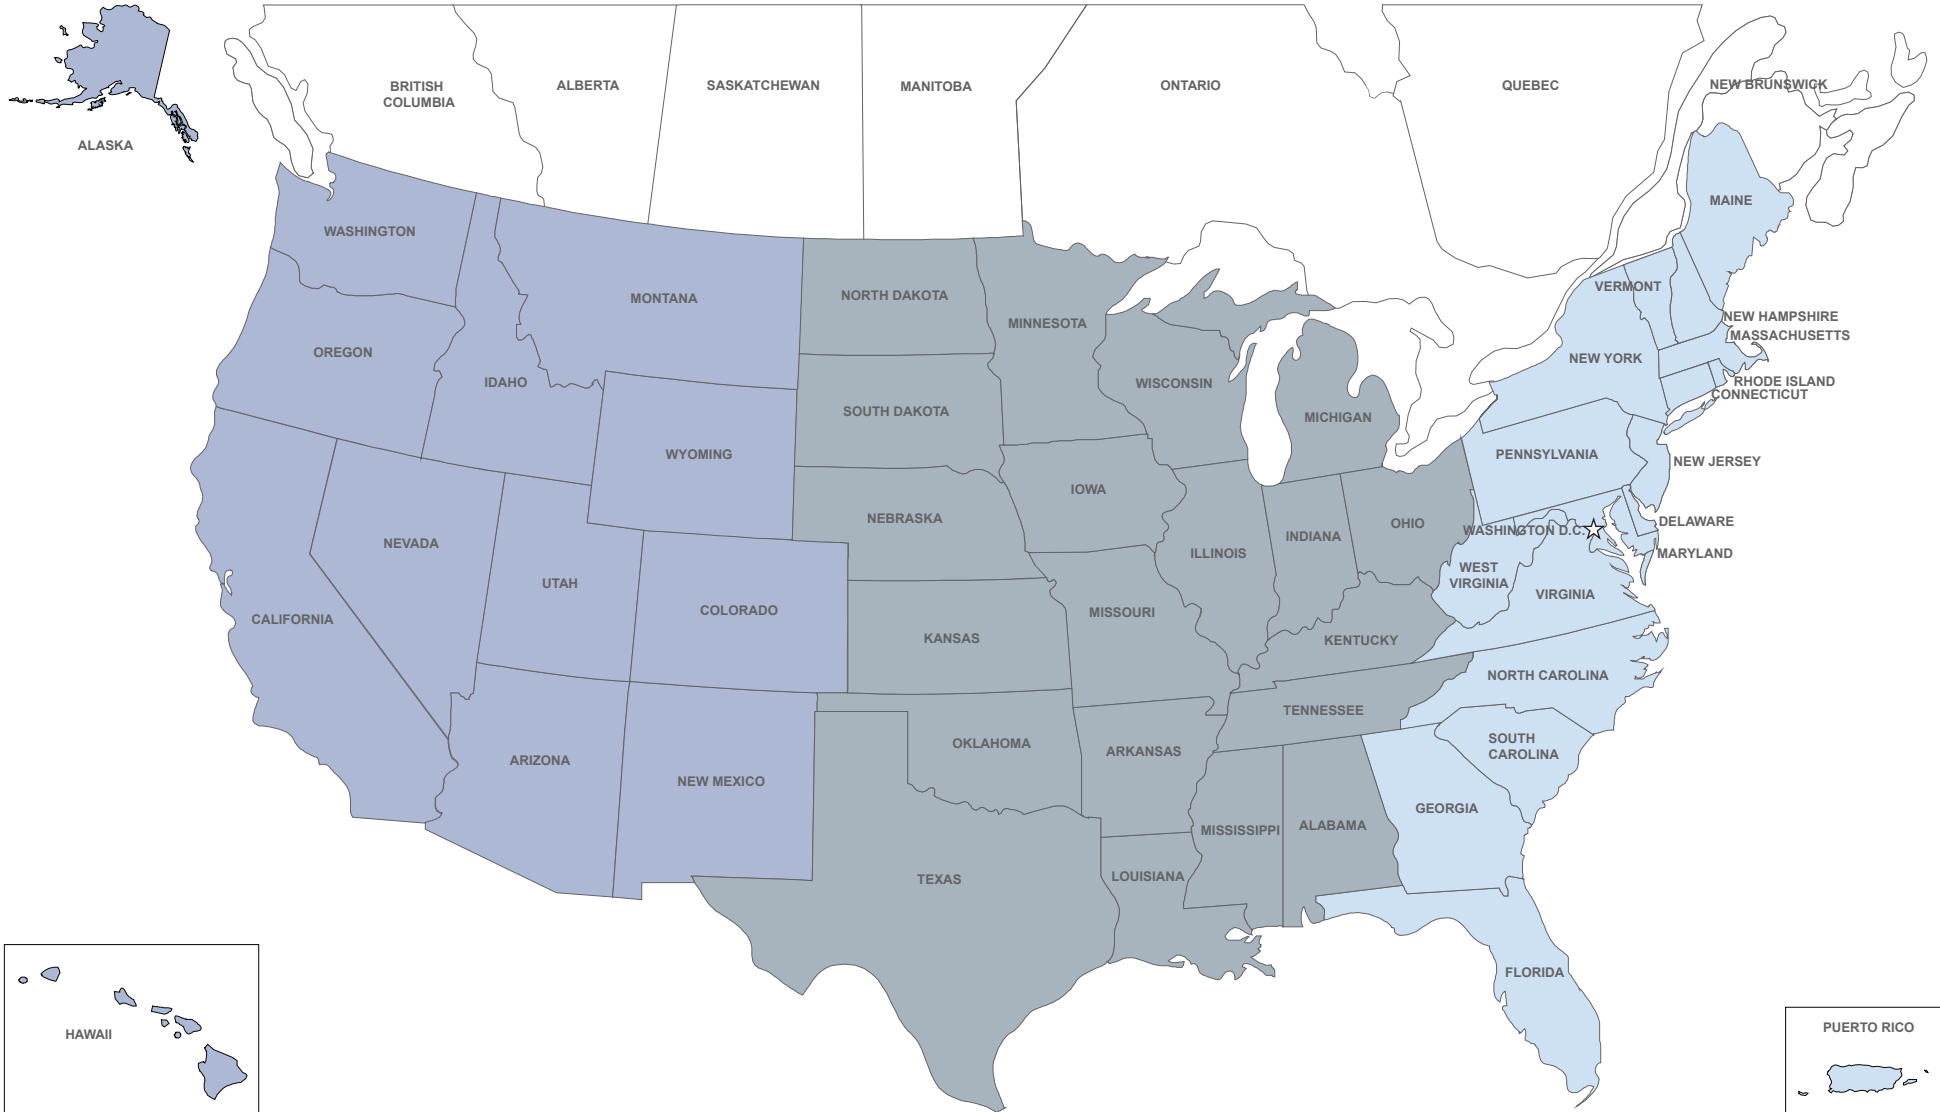 BRITISH
COLUMBIA
ALBERTA
SASKATCHEWAN
MANITOBA
ONTARIO
QUEBEC
NEW BRUNSWICK
ALASKA
MAINE
WASHINGTON
MONTANA
NORTH DAKOTA
MINNESOTA
VERMONT
NEW HAMPSHIRE
MASSACHUSETTS
OREGON
IDAHO
WISCONSIN
NEW YORK
RHODE ISLAND
CONNECTICUT
SOUTH DAKOTA
MICHIGAN
WYOMING
PENNSYLVANIA
NEW JERSEY
IOWA
NEBRASKA
OHIO
WASHINGTON D.C.
DELAWARE
NEVADA
INDIANA
ILLINOIS
MARYLAND
WEST
VIRGINIA
UTAH
VIRGINIA
CALIFORNIA
COLORADO
MISSOURI
KANSAS
KENTUCKY
NORTH CAROLINA
TENNESSEE
SOUTH
CAROLINA
OKLAHOMA
ARKANSAS
ARIZONA
NEW MEXICO
GEORGIA
MISSISSIPPI
ALABAMA
TEXAS
LOUISIANA
FLORIDA
HAWAII
PUERTO RICO